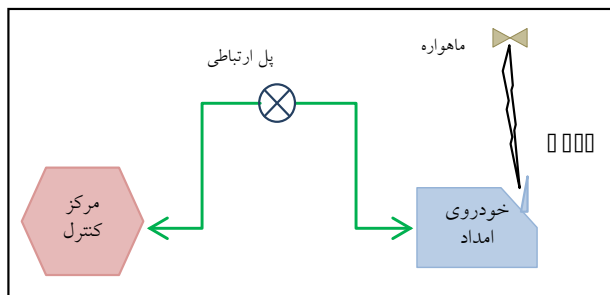 ماهواره
پل ارتباطی
خودروی
امداد
مرکز
کنترل